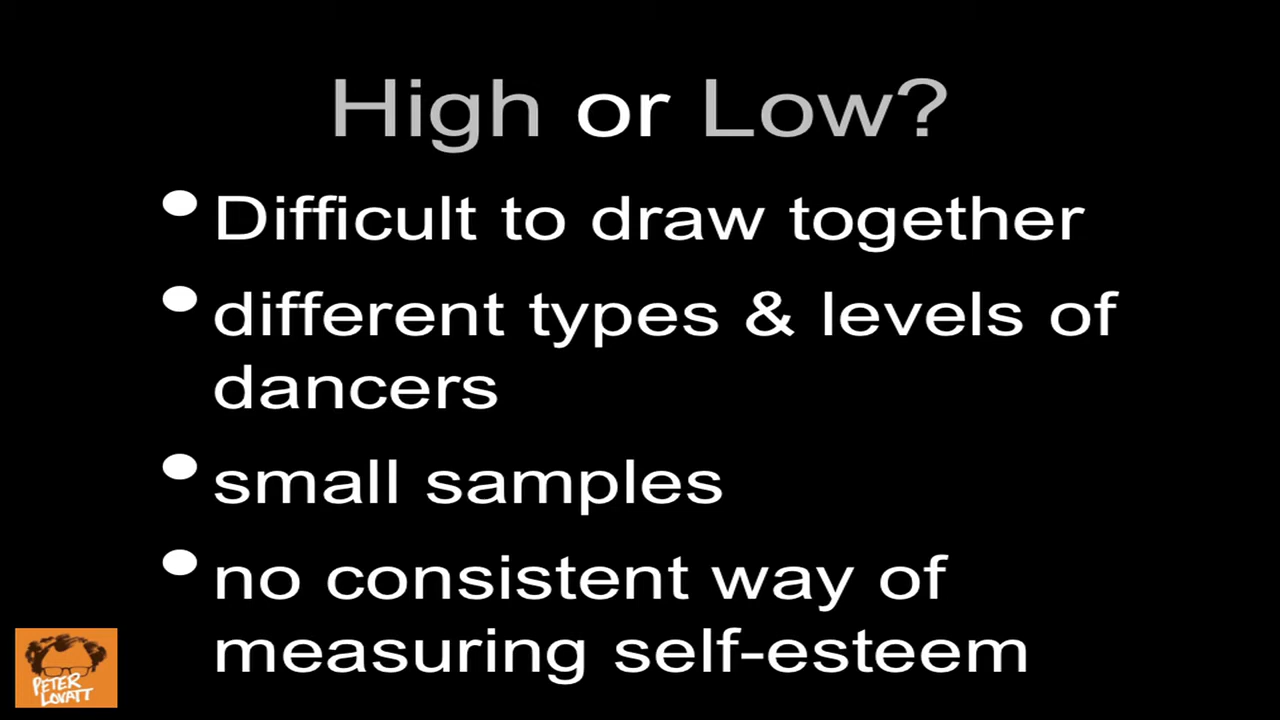 High or Low?
• Difficult to draw together
• different types & levels of
dancers
• small samples
• no consistent way of
measuring self-esteem
PETER
LOVATT